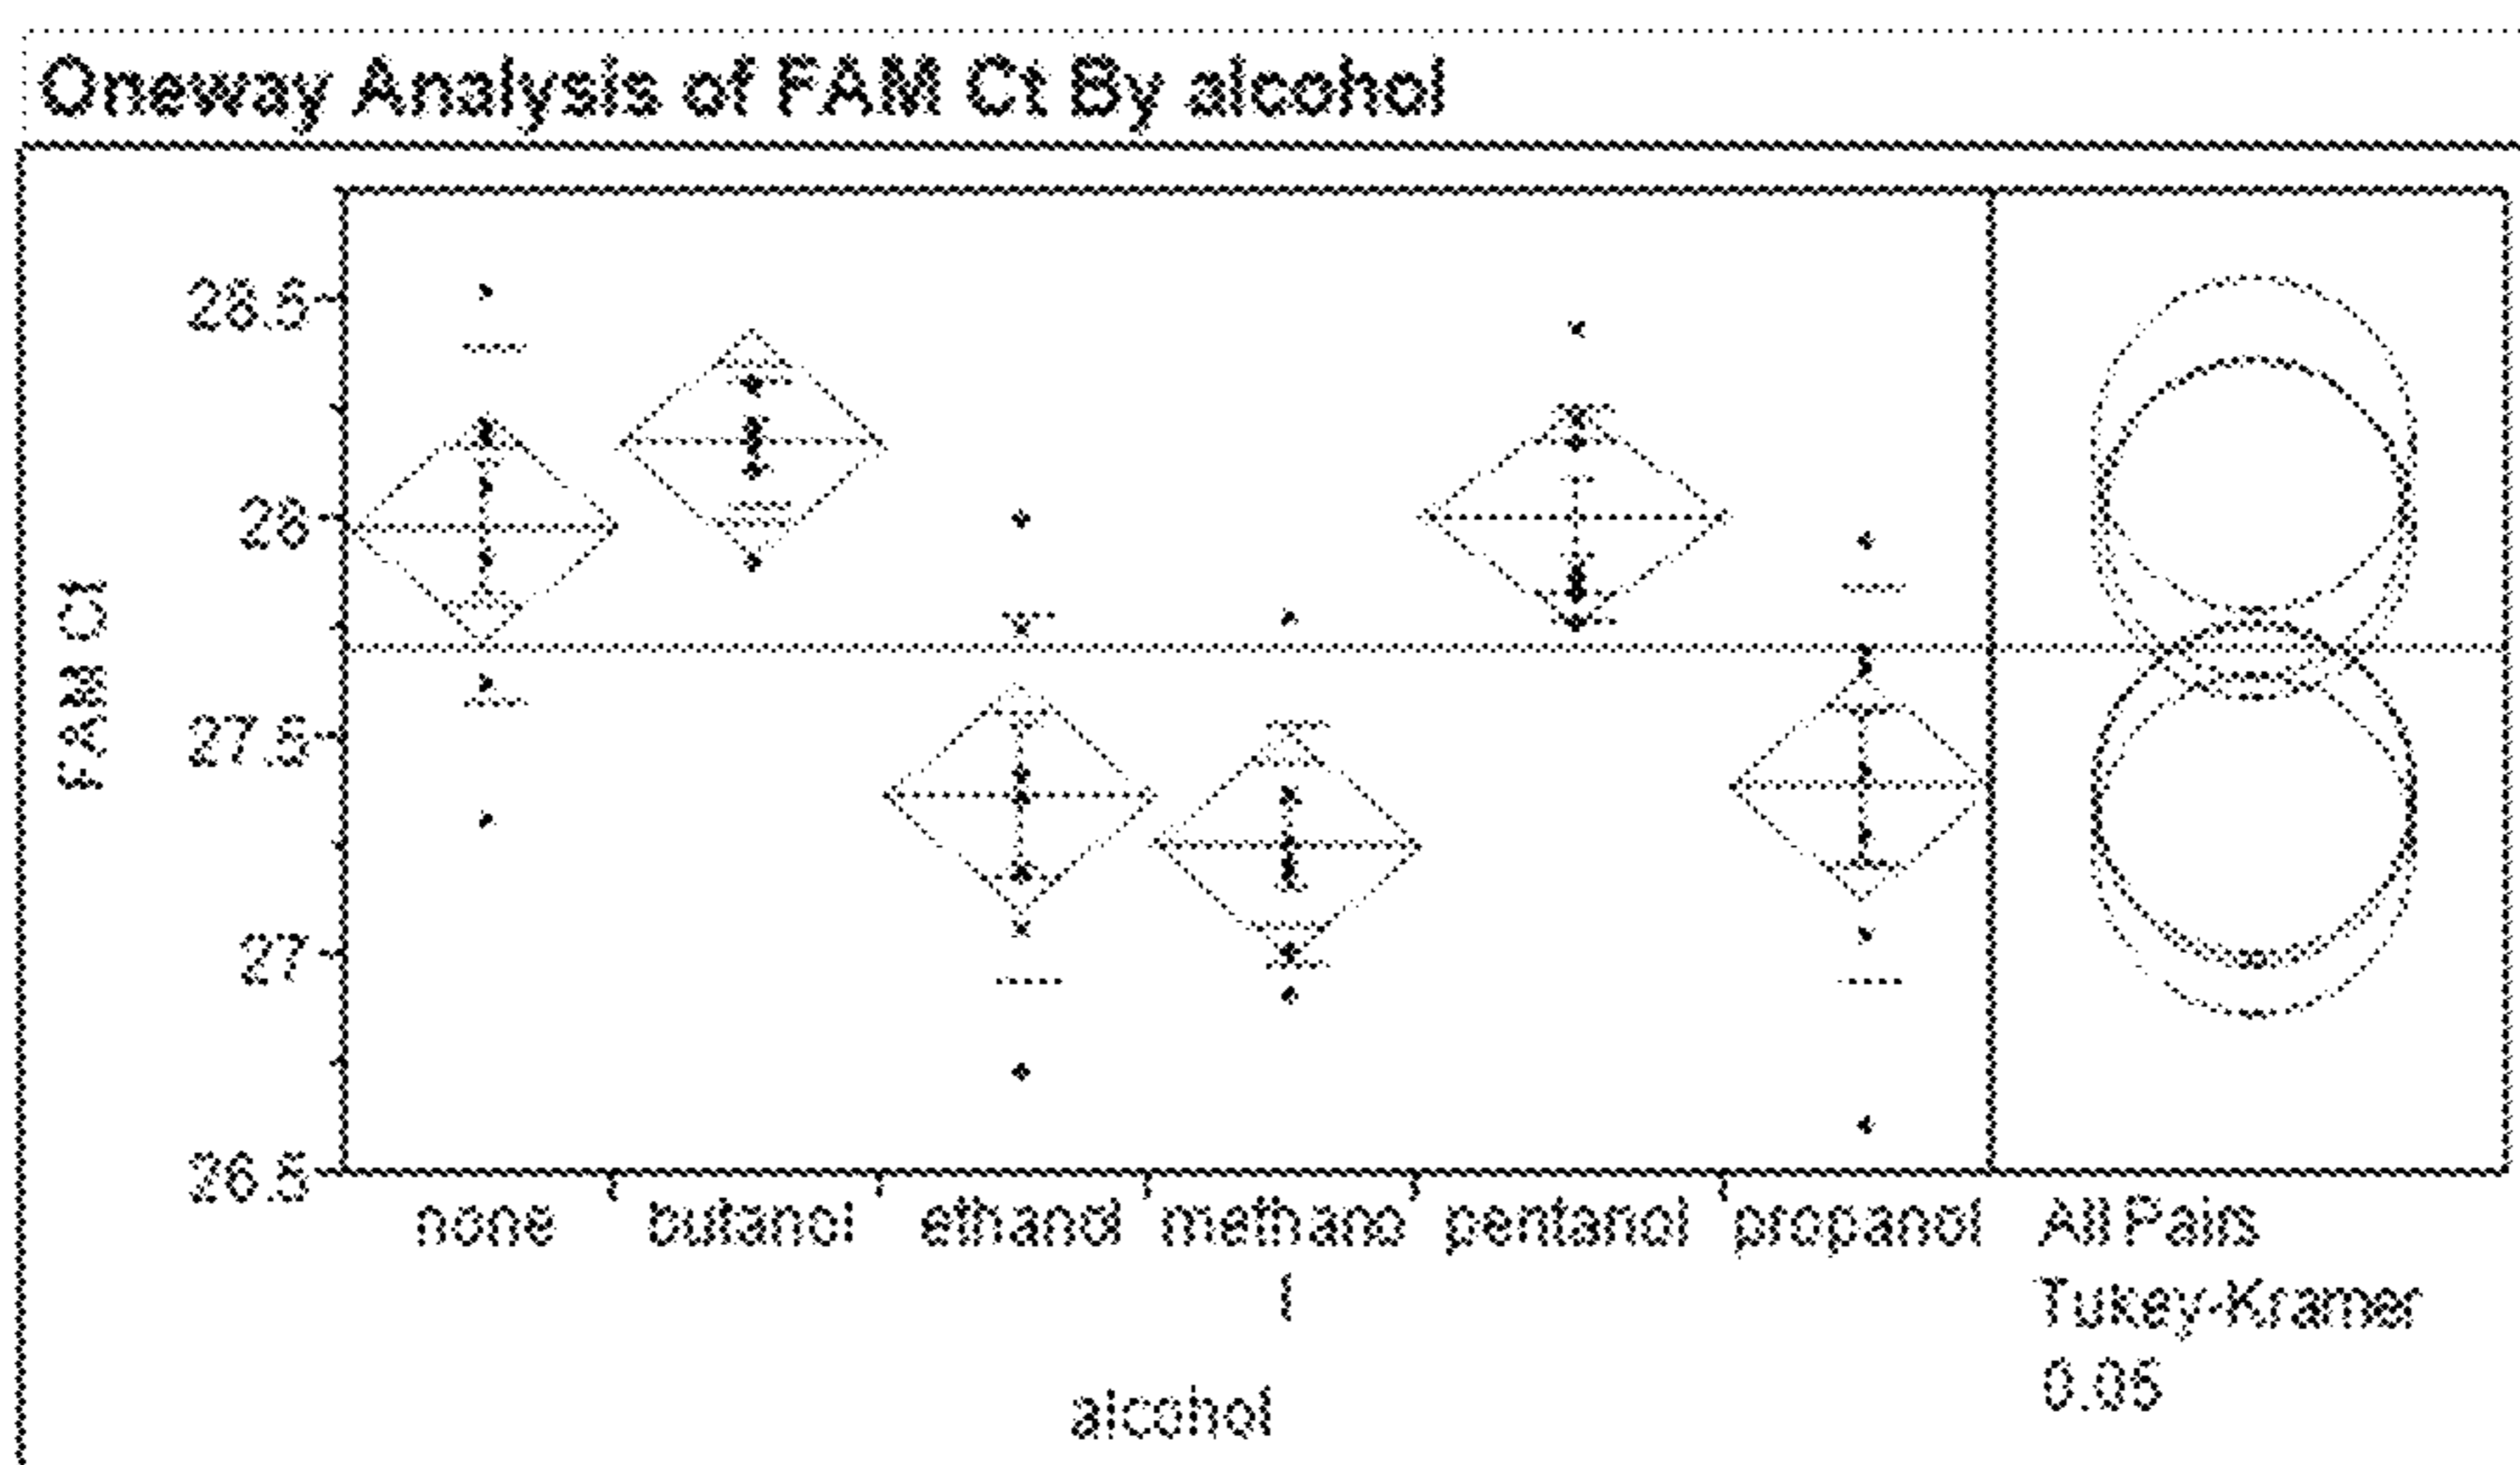 Oneway Analysis of FAM Ct By alcohol
28.5
28
27.5
27
26.5
FAM Ct
none butanol ethanol methano pentanol propanol
l
alcohol
All Pairs
Tukey-Kramer
0.05